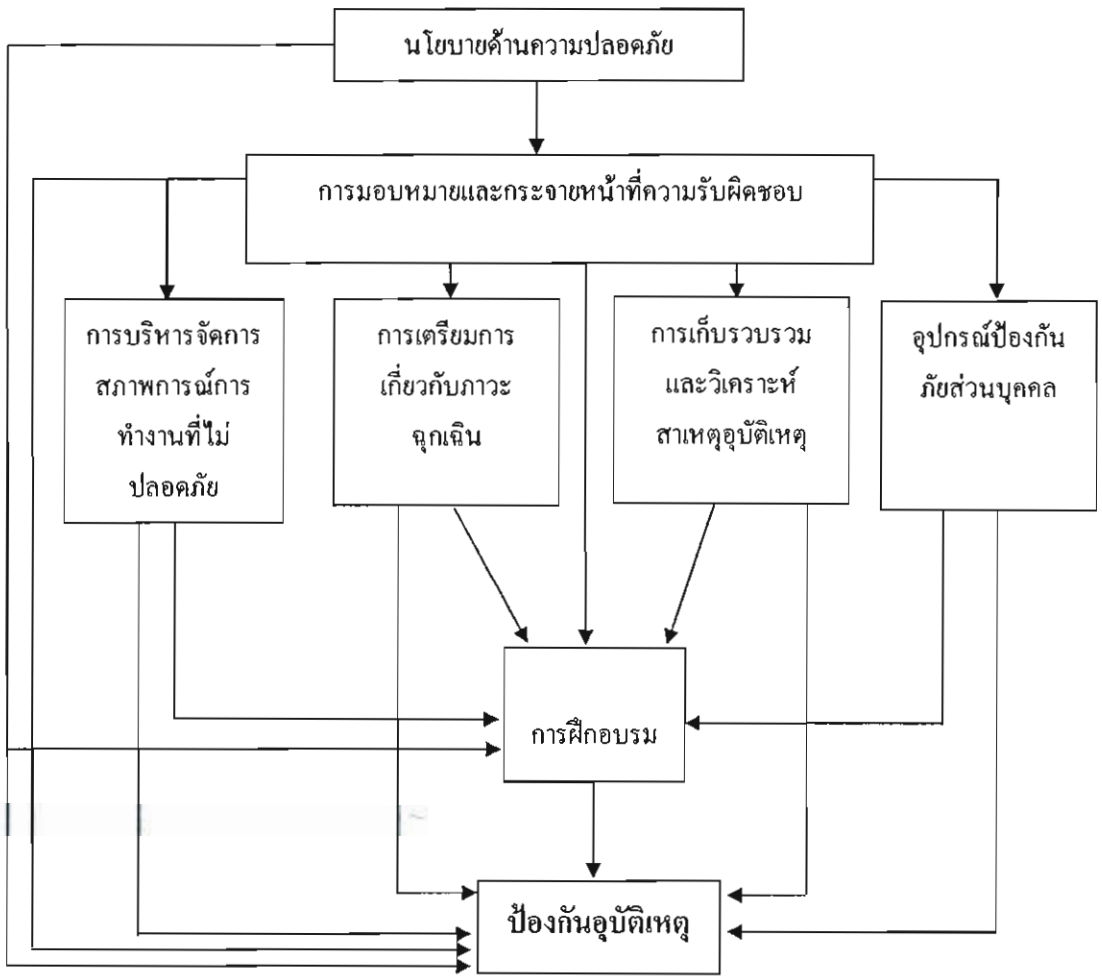 นโยบายด้านความปลอดภัย
การมอบหมายและกระจายหน้าที่ความรับผิดชอบ
การบริหารจัดการ
สภาพการณ์การ
ทำงานที่ไม่
ปลอดภัย
การเตรียมการ
เกี่ยวกับภาวะ
ฉุกเฉิน
การเก็บรวบรวม
และวิเคราะห์
สาเหตุอุบัติเหตุ
อุปกรณ์ป้องกัน
ภัยส่วนบุคคล
การฝึกอบรม
ป้องกันอุบัติเหตุ